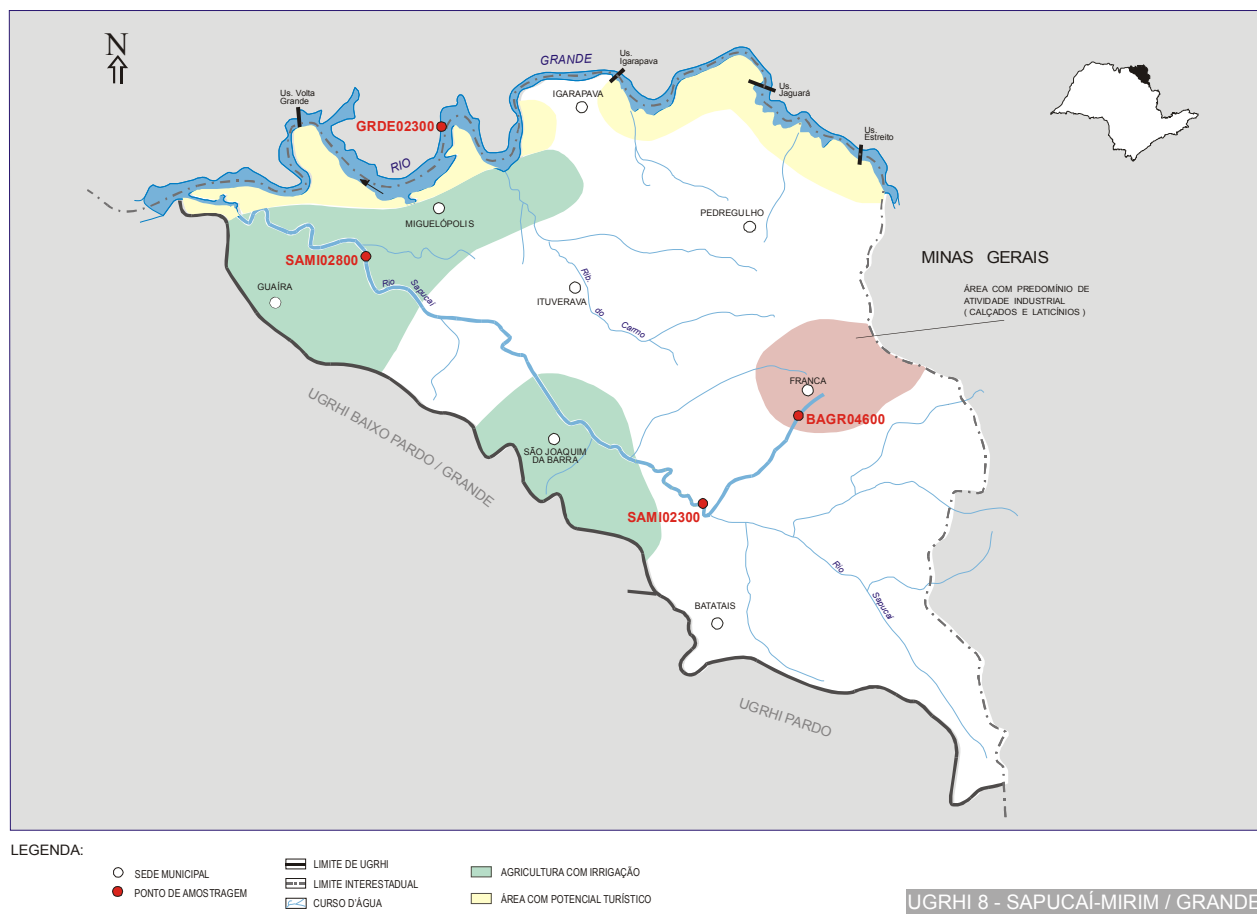 N
GRANDE
Us.
Igarapava
Us. Volta
Grande
IGARAPAVA
Us.
Jaguará
GRDE02300
Us.
Estreito
RIO
MIGUELÓPOLIS
PEDREGULHO
SAMI02800
MINAS GERAIS
GUAÍRA
Rio Sapucaí
ITUVERAVA
Rib. do Carmo
ÁREA COM PREDOMÍNIO DE
ATIVIDADE INDUSTRIAL
( CALÇADOS E LATICÍNIOS )
FRANCA
UGRHI BAIXO PARDO / GRANDE
BAGR04600
SÃO JOAQUIM
DA BARRA
SAMI02300
Rio Sapucaí
BATATAIS
UGRHI PARDO
LEGENDA:
SEDE MUNICIPAL
PONTO DE AMOSTRAGEM
LIMITE DE UGRHI
LIMITE INTERESTADUAL
CURSO D'ÁGUA
AGRICULTURA COM IRRIGAÇÃO
ÁREA COM POTENCIAL TURÍSTICO
UGRHI 8 - SAPUCAÍ-MIRIM / GRANDE